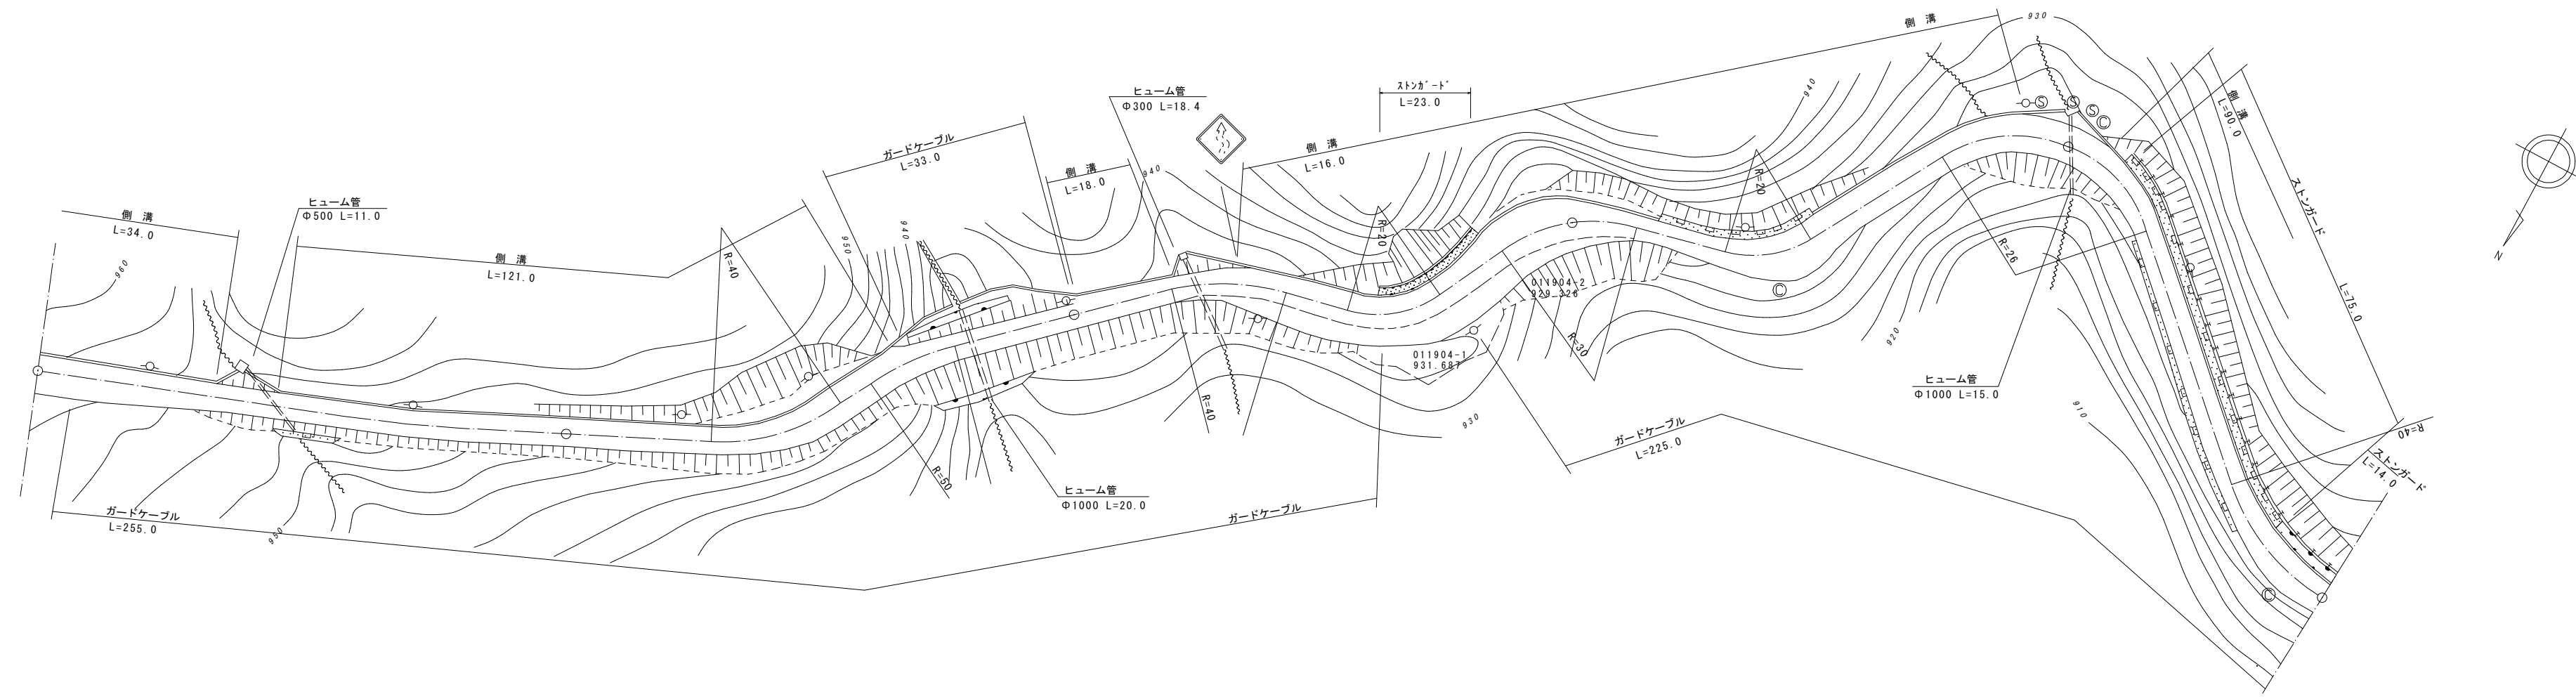 側 溝
L=34.0
960
ヒューム管
Φ500 L=11.0
側 溝
L=121.0
R=40
ガードケーブル
L=255.0
950
950
940
ガードケーブル
L=33.0
側 溝
L=18.0
R=50
ヒューム管
Φ1000 L=20.0
ヒューム管
Φ300 L=18.4
940
R=40
ガードケーブル
側 溝
L=16.0
ストンガード
L=23.0
R=20
011904-1
931.687
930
011904-2
929.326
R=30
ガードケーブル
L=225.0
R=20
940
側 溝
930
S
S
S
C
C
R=26
920
ヒューム管
Φ1000 L=15.0
910
側 溝
L=90.0
ストンガード
L=75.0
R=40
ストンガード
L=14.0
C
N